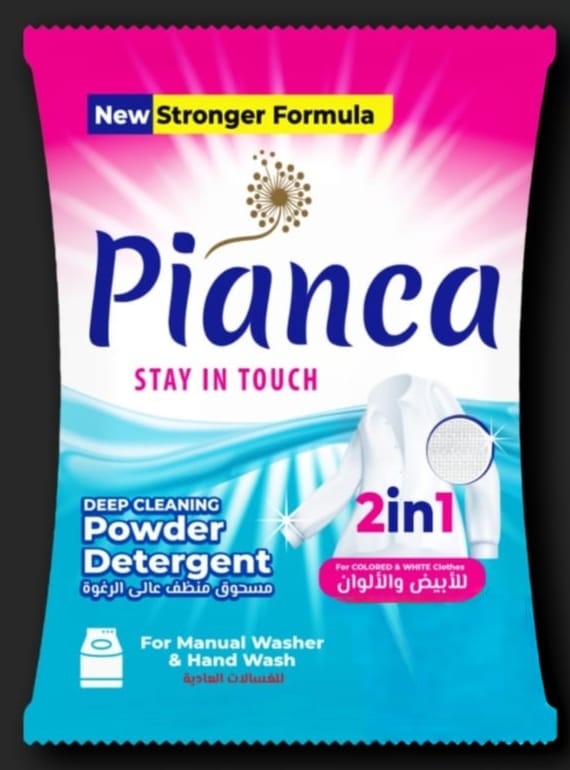 New Stronger Formula
Pianca
STAY IN TOUCH
2in1
For COLORED & WHITE Clothes
للأبيض والألوان
DEEP CLEANING
Powder
Detergent
مسحوق منظف عالى الرغوة
For Manual Washer
& Hand Wash
للغسالات العادية